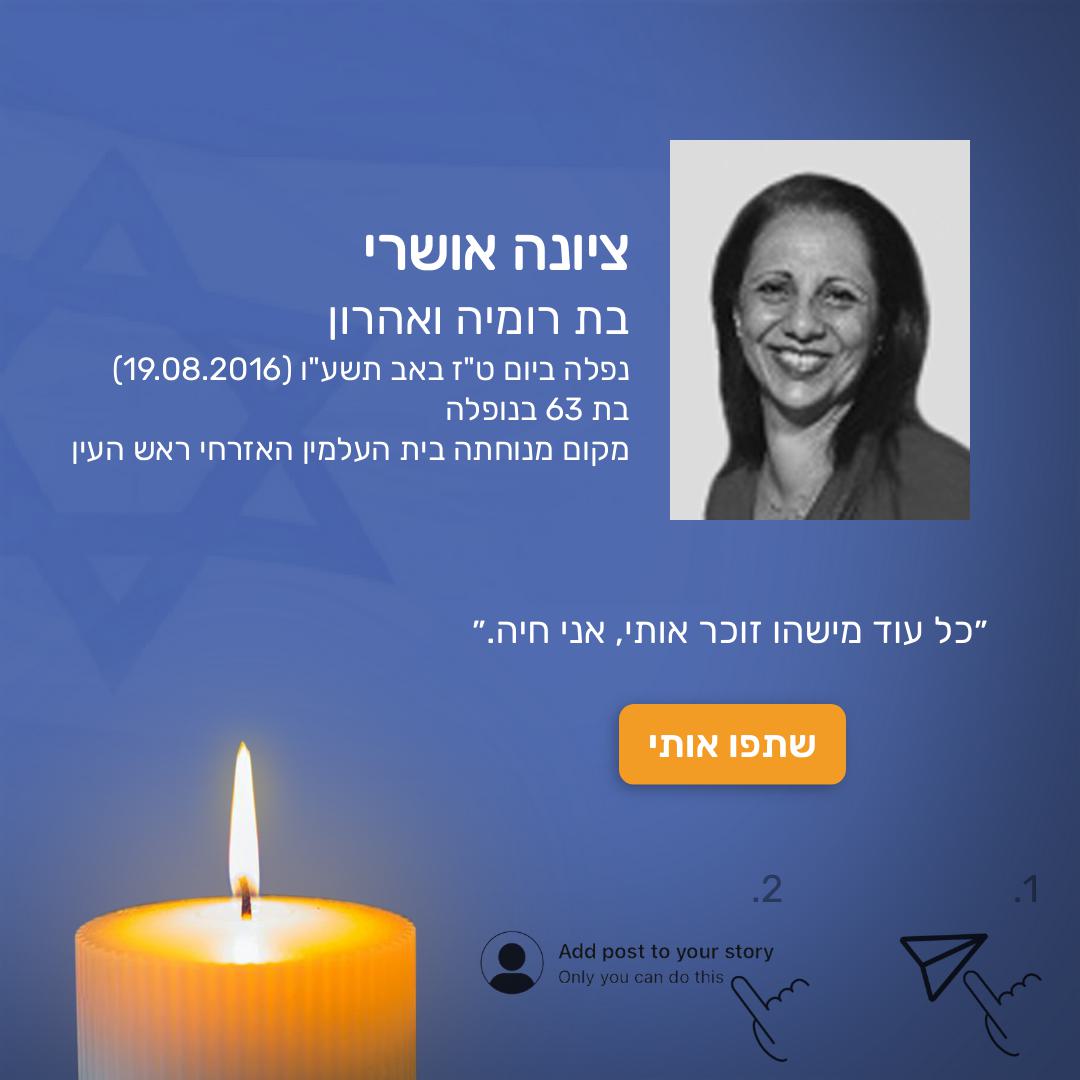 ציונה אושרי
בת רומיה ואהרון
נפלה ביום ט"ז באב תשע"ו (19.08.2016)
בת 63 בנופלה
מקום מנוחתה בית העלמין האזרחי ראש העין
"כל עוד מישהו זוכר אותי, אני חיה."
שתפו אותי
1.
2.
Add post to your story
Only you can do this